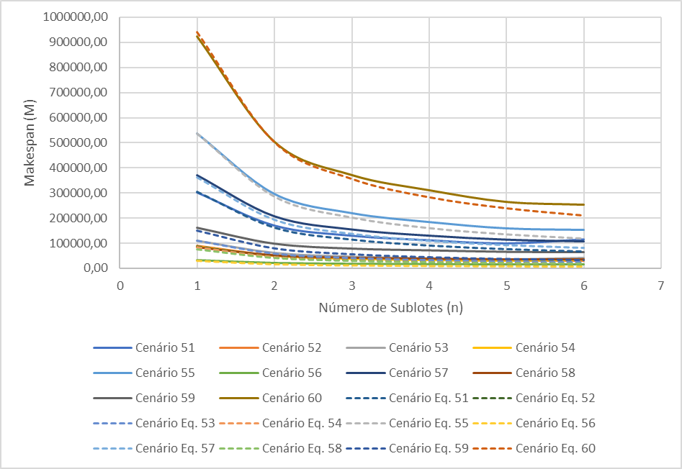 1000000,00
900000,00
800000,00
700000,00
600000,00
500000,00
400000,00
300000,00
200000,00
100000,00
0,00
Makespan (M)
0 1 2 3 4 5 6 7
Número de Sublotes (n)
Cenário 51 Cenário 52 Cenário 53 Cenário 54
Cenário 55 Cenário 56 Cenário 57 Cenário 58
Cenário 59 Cenário 60 Cenário Eq. 51 Cenário Eq. 52
Cenário Eq. 53 Cenário Eq. 54 Cenário Eq. 55 Cenário Eq. 56
Cenário Eq. 57 Cenário Eq. 58 Cenário Eq. 59 Cenário Eq. 60